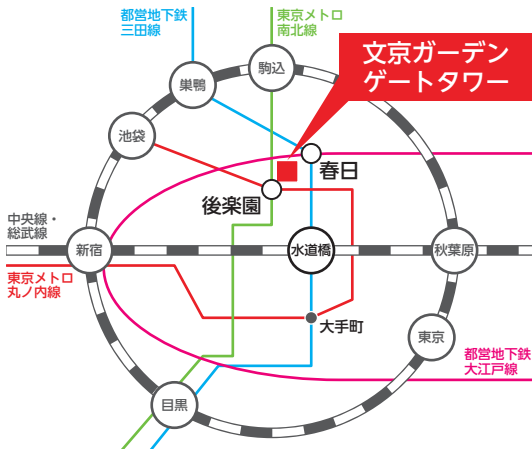 都営地下鉄
三田線
東京メトロ
南北線
文京ガーデン
ゲートタワー
駒込
巣鴨
池袋
春日
後楽園
中央線・
総武線
新宿
水道橋
秋葉原
東京メトロ
丸ノ内線
大手町
東京
都営地下鉄
大江戸線
目黒